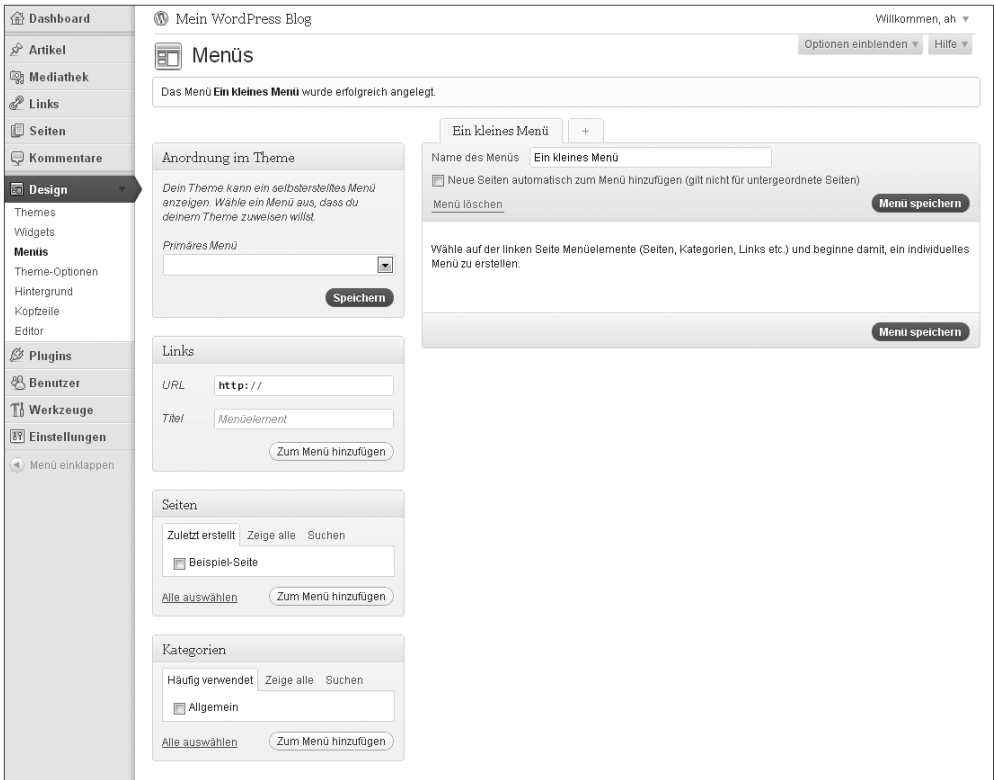 Dashboard
Artikel
Mediathek
Links
Seiten
Kommentare
Design
Themes
Widgets
Menüs
Theme-Optionen
Hintergrund
Kopfzeile
Editor
Plugins
Benutzer
Werkzeuge
Einstellungen
Menü einklappen
Mein WordPress Blog
Willkommen, ah
Menüs
Optionen einblenden
Hilfe
Das Menü Ein kleines Menü wurde erfolgreich angelegt.
Anordnung im Theme
Dein Theme kann ein selbsterstelltes Menü
anzeigen. Wähle ein Menü aus, dass du
deinem Theme zuweisen willst.
Primäres Menü
Speichern
Links
URL http://
Titel Menüelement
Zum Menü hinzufügen
Seiten
Zuletzt erstellt Zeige alle Suchen
Beispiel-Seite
Alle auswählen Zum Menü hinzufügen
Kategorien
Häufig verwendet Zeige alle Suchen
Allgemein
Alle auswählen Zum Menü hinzufügen
Ein kleines Menü +
Name des Menüs Ein kleines Menü
Neue Seiten automatisch zum Menü hinzufügen (gilt nicht für untergeordnete Seiten)
Menü löschen Menü speichern
Wähle auf der linken Seite Menüelemente (Seiten, Kategorien, Links etc.) und beginne damit, ein individuelles
Menü zu erstellen.
Menü speichern